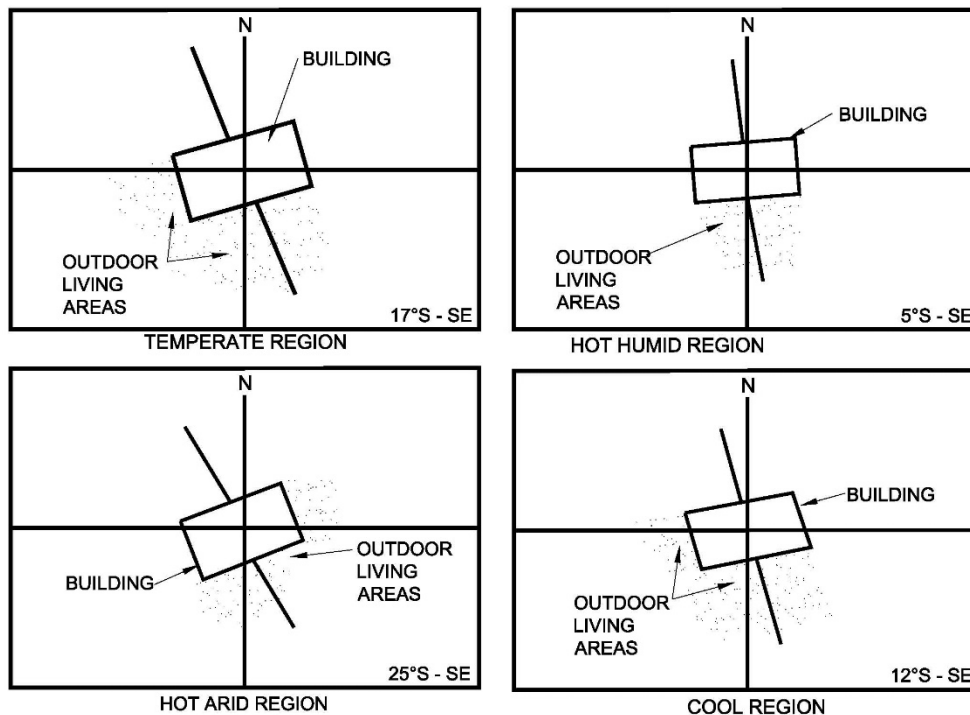 N
BUILDING
OUTDOOR
LIVING
AREAS
17°S - SE
TEMPERATE REGION
N
BUILDING
OUTDOOR
LIVING
AREAS
5°S - SE
HOT HUMID REGION
N
OUTDOOR
LIVING
AREAS
BUILDING
25°S - SE
HOT ARID REGION
N
BUILDING
OUTDOOR
LIVING
AREAS
12°S - SE
COOL REGION